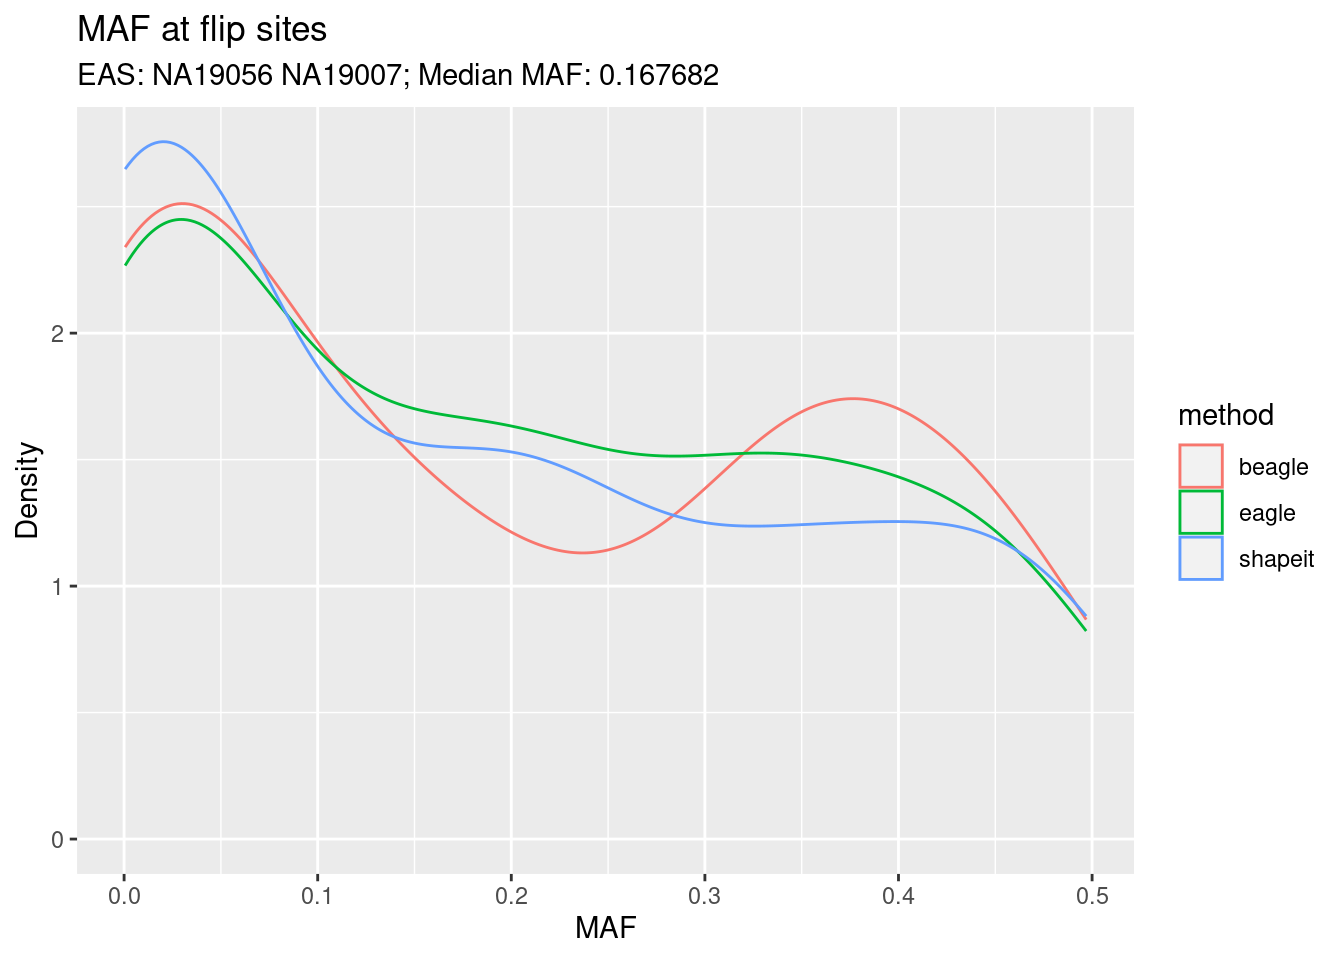 MAF at flip sites
EAS: NA19056 NA19007; Median MAF: 0.167682
Density
2
1
0
0.0 0.1 0.2 0.3 0.4 0.5
MAF
method
beagle
eagle
shapeit